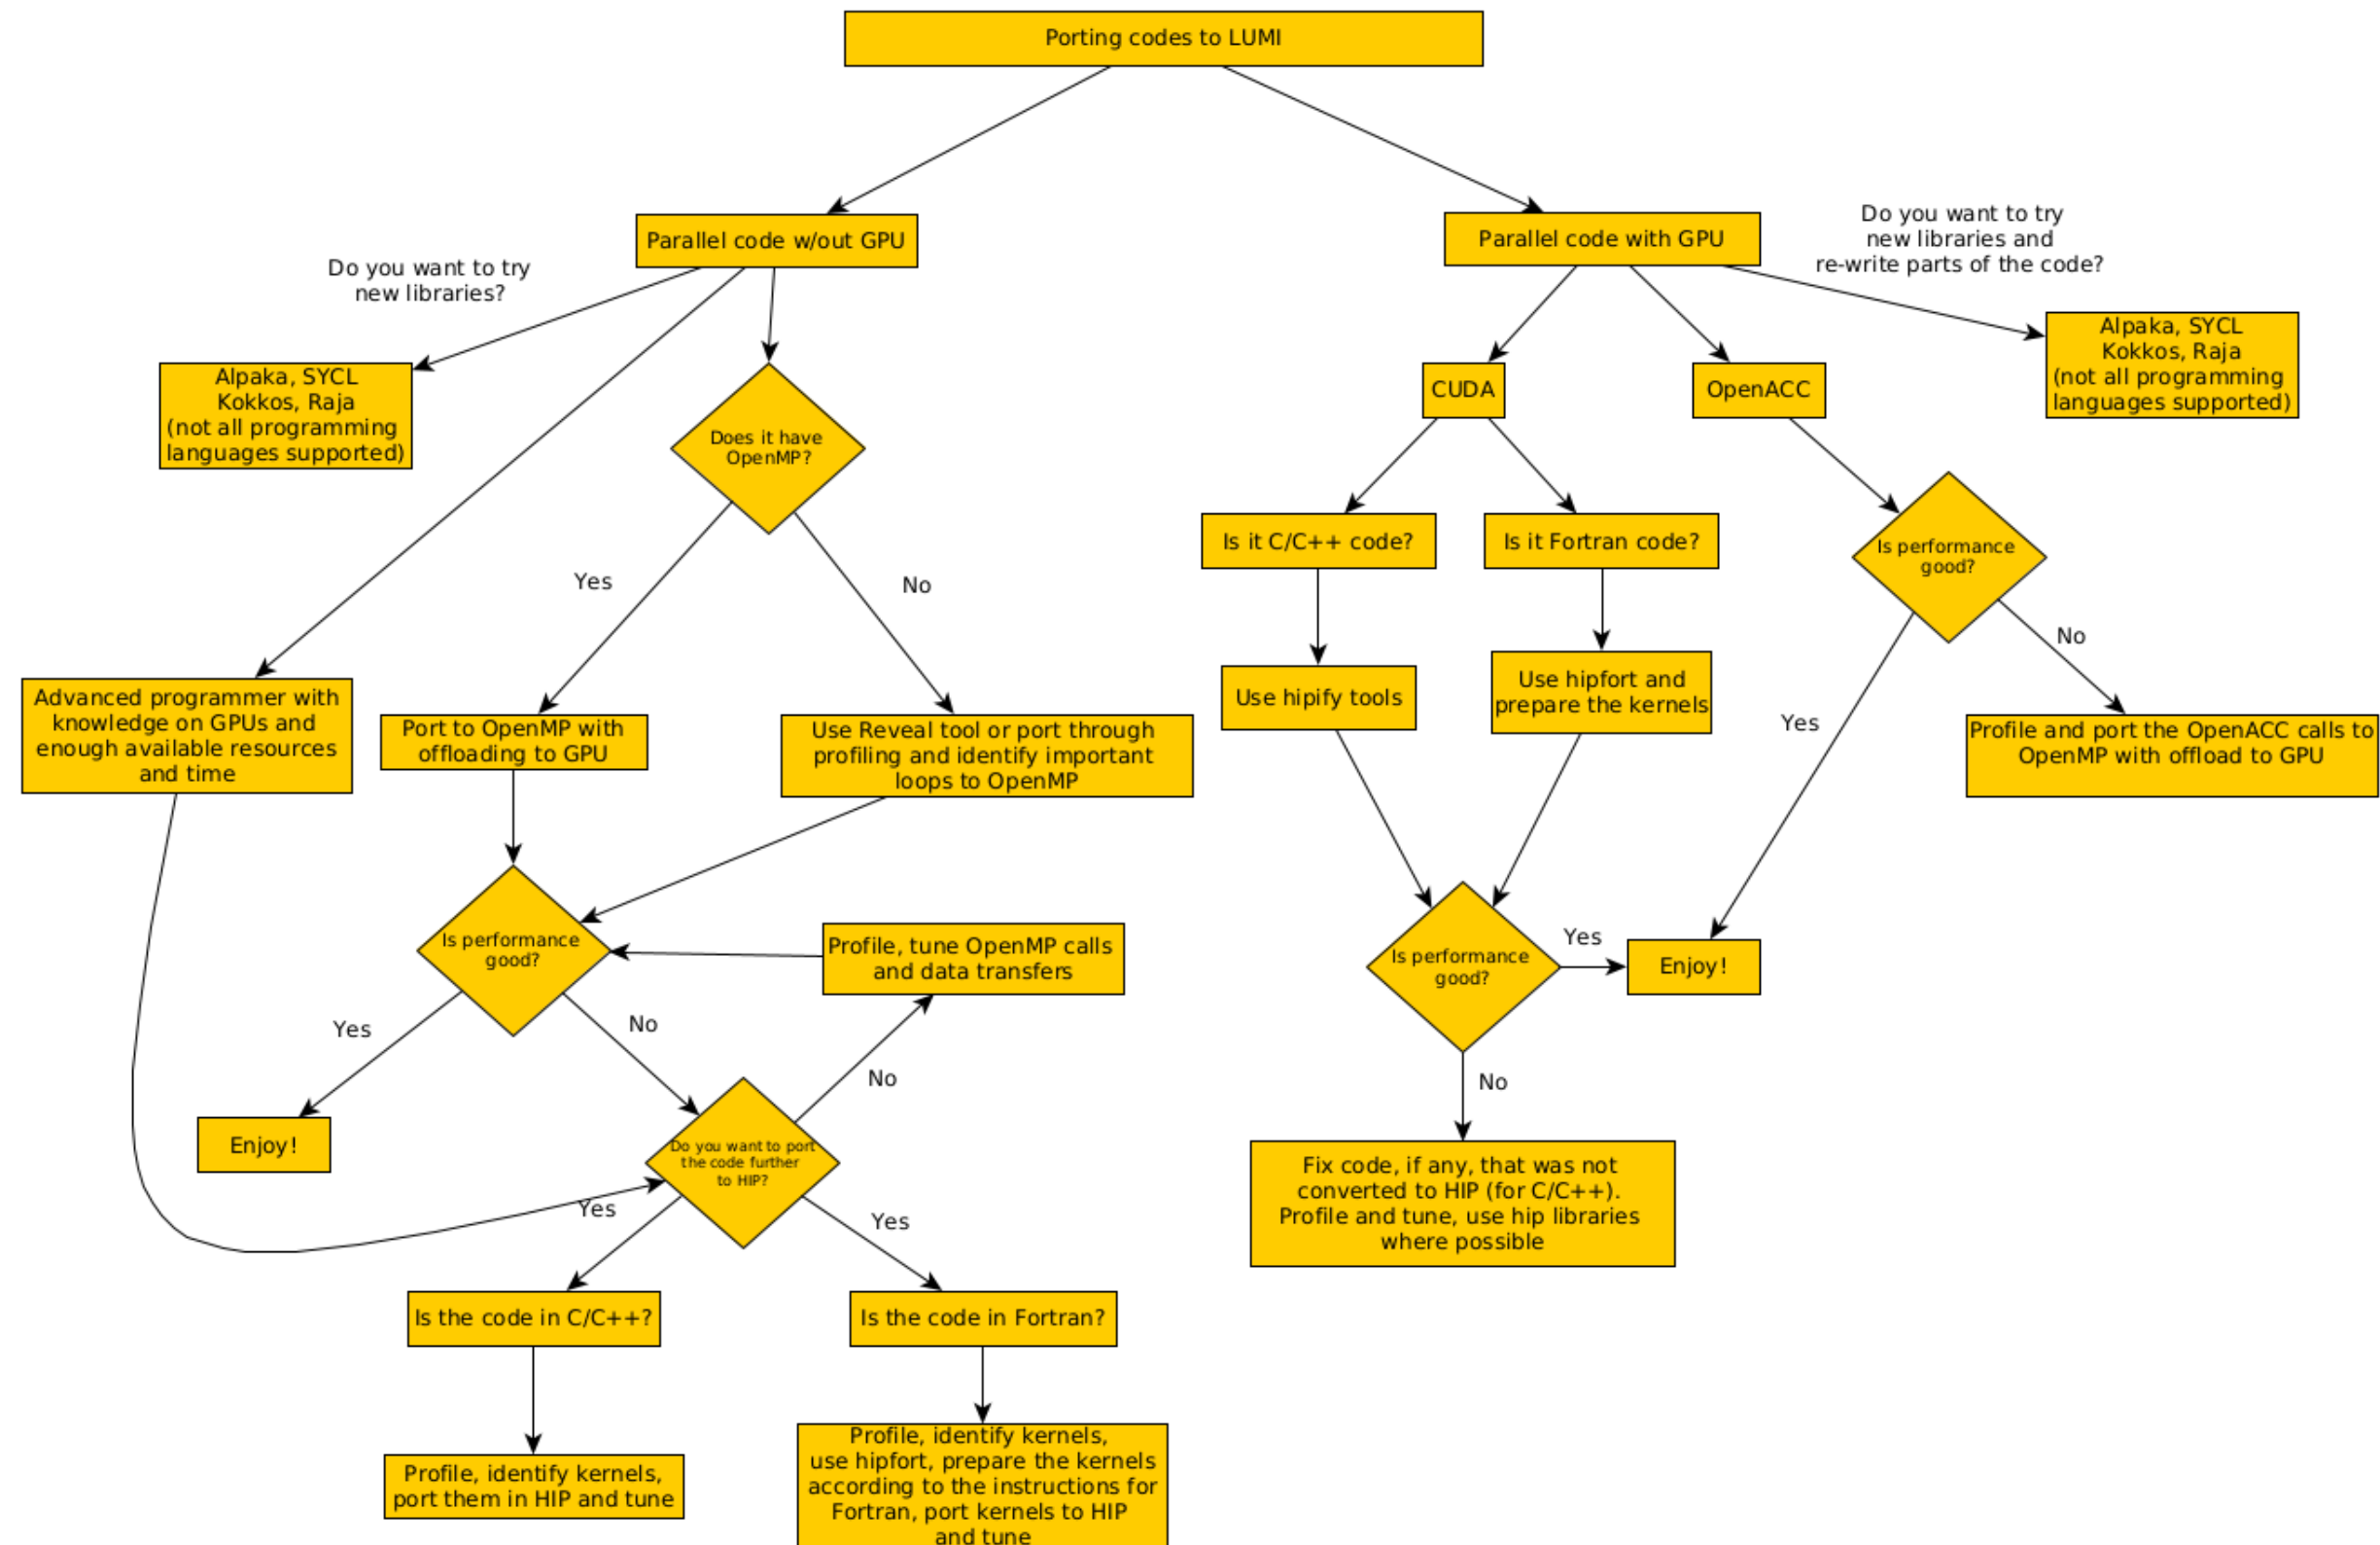 Porting codes to LUMI
Parallel code w/out GPU
Parallel code with GPU
Do you want to try
new libraries and
re-write parts of the code?
Do you want to try
new libraries?
Alpaka, SYCL
Kokkos, Raja
(not all programming
languages supported)
Alpaka, SYCL
Kokkos, Raja
(not all programming
languages supported)
CUDA
OpenACC
Does it have
OpenMP?
Is it C/C++ code?
Is it Fortran code?
Is performance
good?
Yes
No
No
Advanced programmer with
knowledge on GPUs and
enough available resources
and time
Port to OpenMP with
offloading to GPU
Use Reveal tool or port through
profiling and identify important
loops to OpenMP
Use hipify tools
Use hipfort and
prepare the kernels
Yes
Profile and port the OpenACC calls to
OpenMP with offload to GPU
Is performance
good?
Profile, tune OpenMP calls
and data transfers
Is performance
good?
Yes
Enjoy!
Yes
No
No
No
Enjoy!
Do you want to port
the code further
to HIP?
Yes
Yes
Fix code, if any, that was not
converted to HIP (for C/C++).
Profile and tune, use hip libraries
where possible
Is the code in C/C++?
Is the code in Fortran?
Profile, identify kernels,
port them in HIP and tune
Profile, identify kernels,
use hipfort, prepare the kernels
according to the instructions for
Fortran, port kernels to HIP
and tune